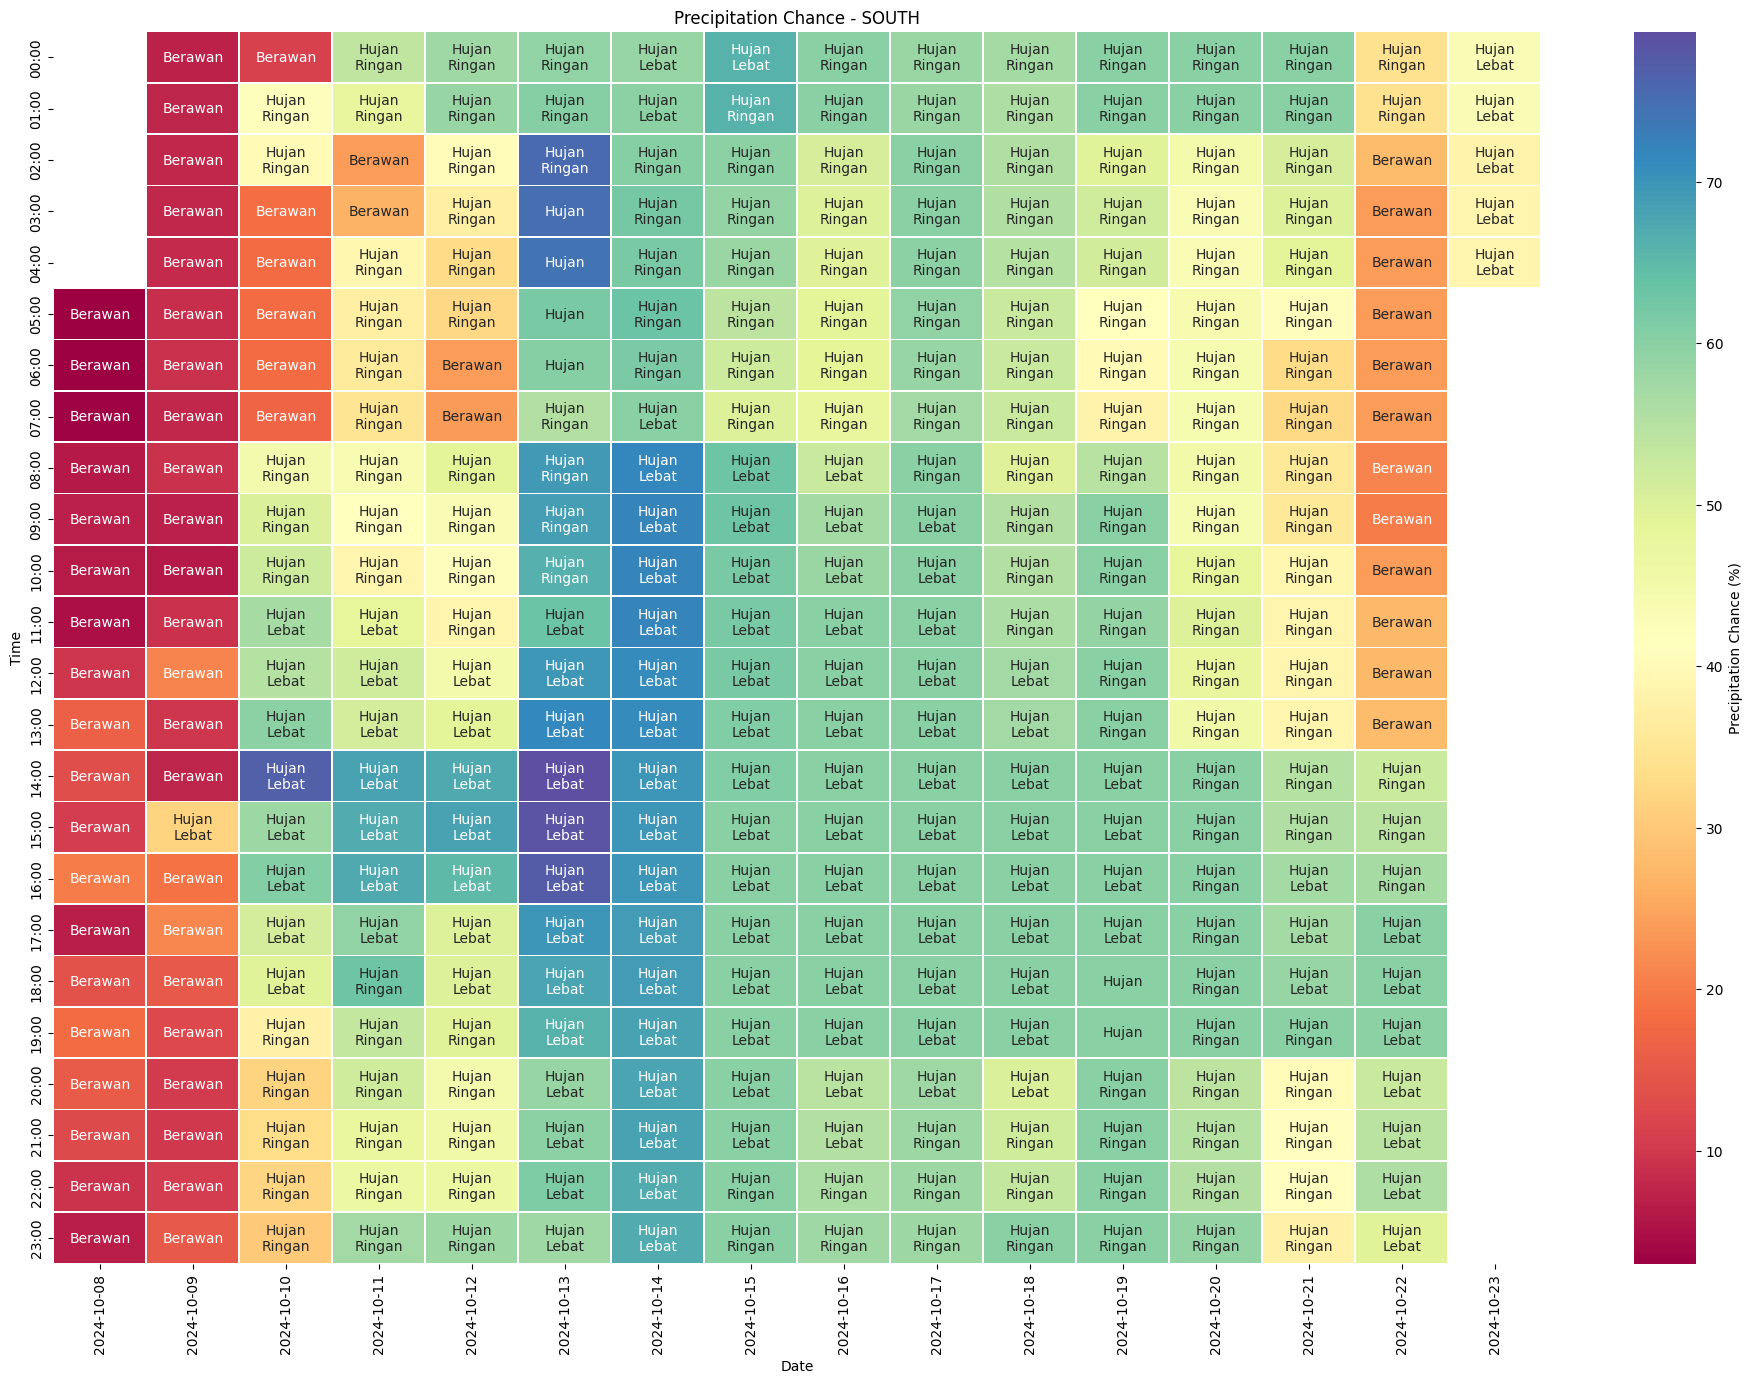 Precipitation Chance - SOUTH
00:00 Berawan Berawan Hujan Ringan Hujan Ringan Hujan Ringan Hujan Lebat Hujan Lebat Hujan Ringan Hujan Ringan Hujan Ringan Hujan Ringan Hujan Ringan Hujan Ringan Hujan Ringan Hujan Lebat
01:00 Berawan Hujan Ringan Hujan Ringan Hujan Ringan Hujan Ringan Hujan Lebat Hujan Ringan Hujan Ringan Hujan Ringan Hujan Ringan Hujan Ringan Hujan Ringan Hujan Ringan Hujan Ringan Hujan Lebat
02:00 Berawan Hujan Ringan Berawan Hujan Ringan Hujan Ringan Hujan Ringan Hujan Ringan Hujan Ringan Hujan Ringan Hujan Ringan Hujan Ringan Hujan Ringan Hujan Ringan Berawan Hujan Lebat
03:00 Berawan Berawan Berawan Hujan Ringan Hujan Hujan Ringan Hujan Ringan Hujan Ringan Hujan Ringan Hujan Ringan Hujan Ringan Hujan Ringan Hujan Ringan Berawan Hujan Lebat
04:00 Berawan Berawan Hujan Ringan Hujan Ringan Hujan Hujan Ringan Hujan Ringan Hujan Ringan Hujan Ringan Hujan Ringan Hujan Ringan Hujan Ringan Hujan Ringan Berawan Hujan Lebat
05:00 Berawan Berawan Berawan Hujan Ringan Hujan Ringan Hujan Hujan Ringan Hujan Ringan Hujan Ringan Hujan Ringan Hujan Ringan Hujan Ringan Hujan Ringan Hujan Ringan Berawan
06:00 Berawan Berawan Berawan Hujan Ringan Berawan Hujan Hujan Ringan Hujan Ringan Hujan Ringan Hujan Ringan Hujan Ringan Hujan Ringan Hujan Ringan Hujan Ringan Berawan
07:00 Berawan Berawan Berawan Hujan Ringan Berawan Hujan Ringan Hujan Lebat Hujan Ringan Hujan Ringan Hujan Ringan Hujan Ringan Hujan Ringan Hujan Ringan Hujan Ringan Berawan
08:00 Berawan Berawan Hujan Ringan Hujan Ringan Hujan Ringan Hujan Ringan Hujan Lebat Hujan Lebat Hujan Lebat Hujan Ringan Hujan Ringan Hujan Ringan Hujan Ringan Hujan Ringan Berawan
09:00 Berawan Berawan Hujan Ringan Hujan Ringan Hujan Ringan Hujan Ringan Hujan Lebat Hujan Lebat Hujan Lebat Hujan Lebat Hujan Ringan Hujan Ringan Hujan Ringan Hujan Ringan Berawan
10:00 Berawan Berawan Hujan Ringan Hujan Ringan Hujan Ringan Hujan Ringan Hujan Lebat Hujan Lebat Hujan Lebat Hujan Lebat Hujan Ringan Hujan Ringan Hujan Ringan Hujan Ringan Berawan
11:00 Berawan Berawan Hujan Lebat Hujan Lebat Hujan Ringan Hujan Lebat Hujan Lebat Hujan Lebat Hujan Lebat Hujan Lebat Hujan Ringan Hujan Ringan Hujan Ringan Hujan Ringan Berawan
12:00 Berawan Berawan Hujan Lebat Hujan Lebat Hujan Lebat Hujan Lebat Hujan Lebat Hujan Lebat Hujan Lebat Hujan Lebat Hujan Lebat Hujan Ringan Hujan Ringan Hujan Ringan Berawan
13:00 Berawan Berawan Hujan Lebat Hujan Lebat Hujan Lebat Hujan Lebat Hujan Lebat Hujan Lebat Hujan Lebat Hujan Lebat Hujan Lebat Hujan Ringan Hujan Ringan Hujan Ringan Berawan
14:00 Berawan Berawan Hujan Lebat Hujan Lebat Hujan Lebat Hujan Lebat Hujan Lebat Hujan Lebat Hujan Lebat Hujan Lebat Hujan Lebat Hujan Lebat Hujan Ringan Hujan Ringan Hujan Ringan
15:00 Berawan Hujan Lebat Hujan Lebat Hujan Lebat Hujan Lebat Hujan Lebat Hujan Lebat Hujan Lebat Hujan Lebat Hujan Lebat Hujan Lebat Hujan Lebat Hujan Ringan Hujan Ringan Hujan Ringan
16:00 Berawan Berawan Hujan Lebat Hujan Lebat Hujan Lebat Hujan Lebat Hujan Lebat Hujan Lebat Hujan Lebat Hujan Lebat Hujan Lebat Hujan Lebat Hujan Ringan Hujan Lebat Hujan Ringan
17:00 Berawan Berawan Hujan Lebat Hujan Lebat Hujan Lebat Hujan Lebat Hujan Lebat Hujan Lebat Hujan Lebat Hujan Lebat Hujan Lebat Hujan Lebat Hujan Ringan Hujan Lebat Hujan Lebat
18:00 Berawan Berawan Hujan Lebat Hujan Ringan Hujan Lebat Hujan Lebat Hujan Lebat Hujan Lebat Hujan Lebat Hujan Lebat Hujan Lebat Hujan Hujan Ringan Hujan Lebat Hujan Lebat
19:00 Berawan Berawan Hujan Ringan Hujan Ringan Hujan Ringan Hujan Lebat Hujan Lebat Hujan Lebat Hujan Lebat Hujan Lebat Hujan Lebat Hujan Hujan Ringan Hujan Ringan Hujan Lebat
20:00 Berawan Berawan Hujan Ringan Hujan Ringan Hujan Ringan Hujan Lebat Hujan Lebat Hujan Lebat Hujan Lebat Hujan Lebat Hujan Lebat Hujan Ringan Hujan Ringan Hujan Ringan Hujan Lebat
21:00 Berawan Berawan Hujan Ringan Hujan Ringan Hujan Ringan Hujan Lebat Hujan Lebat Hujan Lebat Hujan Lebat Hujan Ringan Hujan Ringan Hujan Ringan Hujan Ringan Hujan Ringan Hujan Lebat
22:00 Berawan Berawan Hujan Ringan Hujan Ringan Hujan Ringan Hujan Lebat Hujan Lebat Hujan Ringan Hujan Ringan Hujan Ringan Hujan Ringan Hujan Ringan Hujan Ringan Hujan Ringan Hujan Lebat
23:00 Berawan Berawan Hujan Ringan Hujan Ringan Hujan Ringan Hujan Lebat Hujan Lebat Hujan Ringan Hujan Ringan Hujan Ringan Hujan Ringan Hujan Ringan Hujan Ringan Hujan Ringan Hujan Lebat
Time
2024-10-08 2024-10-09 2024-10-10 2024-10-11 2024-10-12 2024-10-13 2024-10-14 2024-10-15 2024-10-16 2024-10-17 2024-10-18 2024-10-19 2024-10-20 2024-10-21 2024-10-22 2024-10-23
Date
70
60
50
40
30
20
10
Precipitation Chance (%)